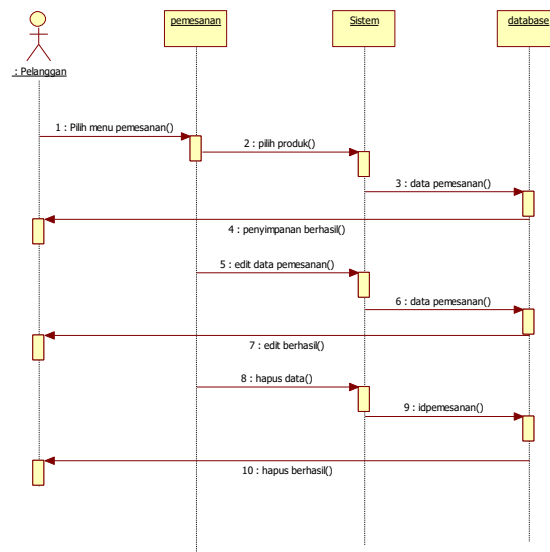 pemesanan
Sistem
database
: Pelanggan
1 : Pilih menu pemesanan()
2 : pilih produk()
3 : data pemesanan()
4 : penyimpanan berhasil()
5 : edit data pemesanan()
6 : data pemesanan()
7 : edit berhasil()
8 : hapus data()
9 : idpemesanan()
10 : hapus berhasil()